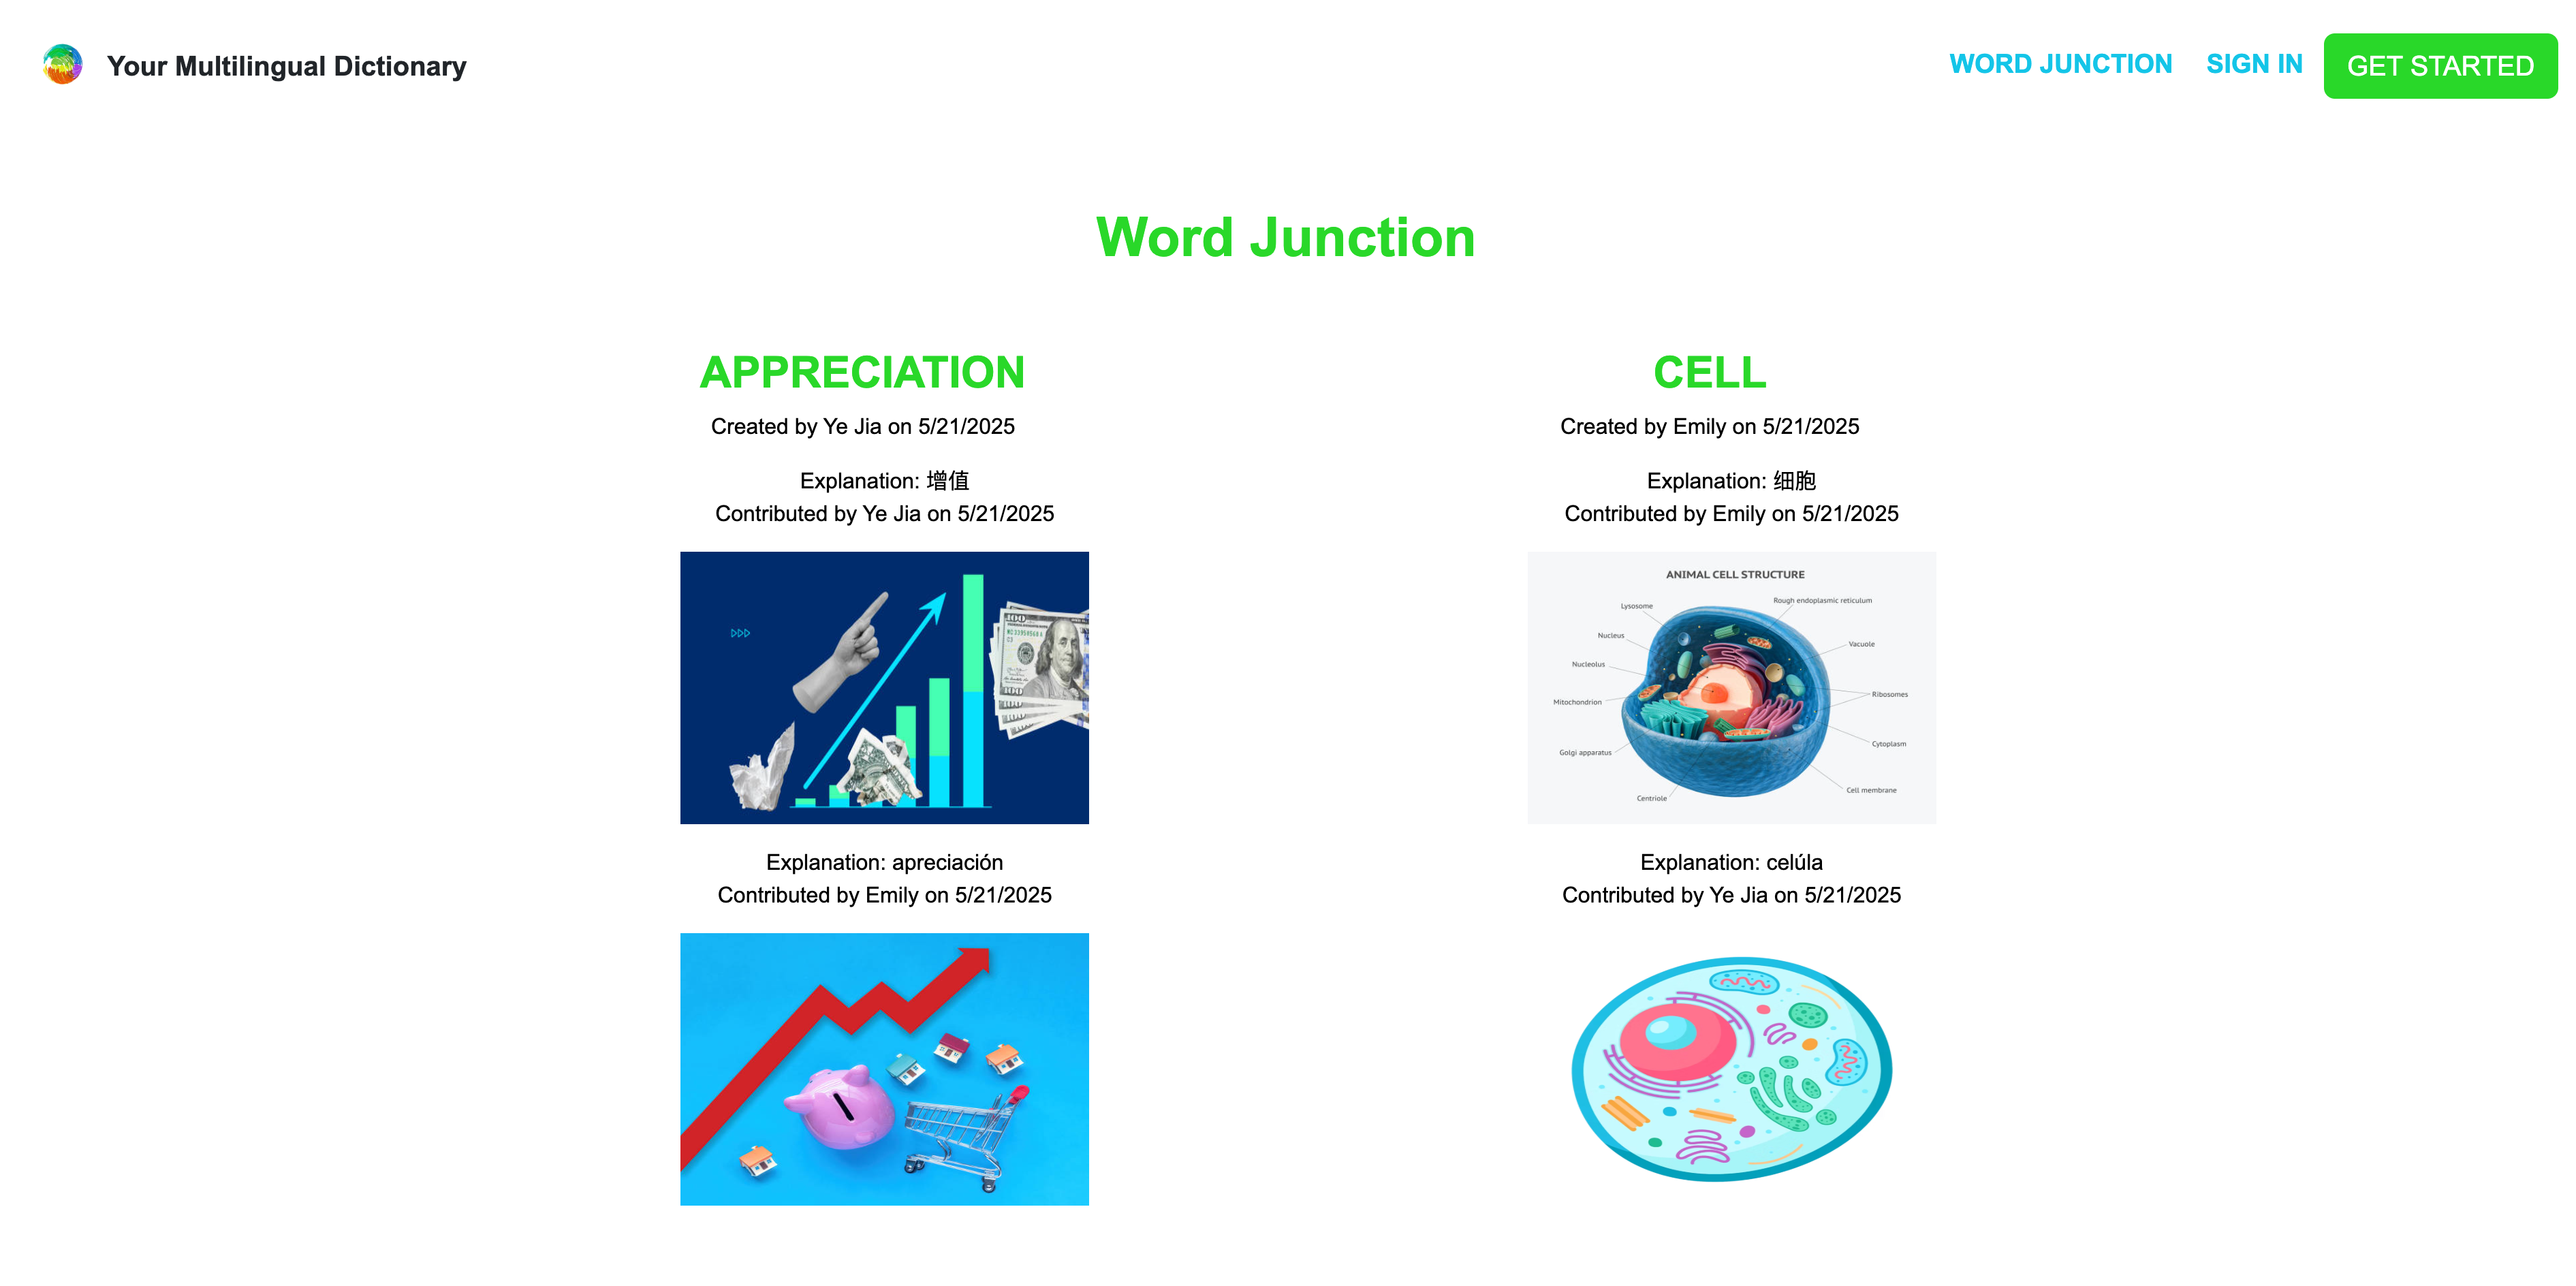 Your Multilingual Dictionary
WORD JUNCTION
SIGN IN
GET STARTED
Word Junction
APPRECIATION
Created by Ye Jia on 5/21/2025
Explanation: 增值
Contributed by Ye Jia on 5/21/2025
100
100
Explanation: apreciación
Contributed by Emily on 5/21/2025
CELL
Created by Emily on 5/21/2025
Explanation: 细胞
Contributed by Emily on 5/21/2025
ANIMAL CELL STRUCTURE
Lysosome
Rough endoplasmic reticulum
Nucleus
Vacuole
Nucleolus
Ribosomes
Mitochondrion
Cytoplasm
Golgi apparatus
Cell membrane
Centriole
Explanation: celúla
Contributed by Ye Jia on 5/21/2025